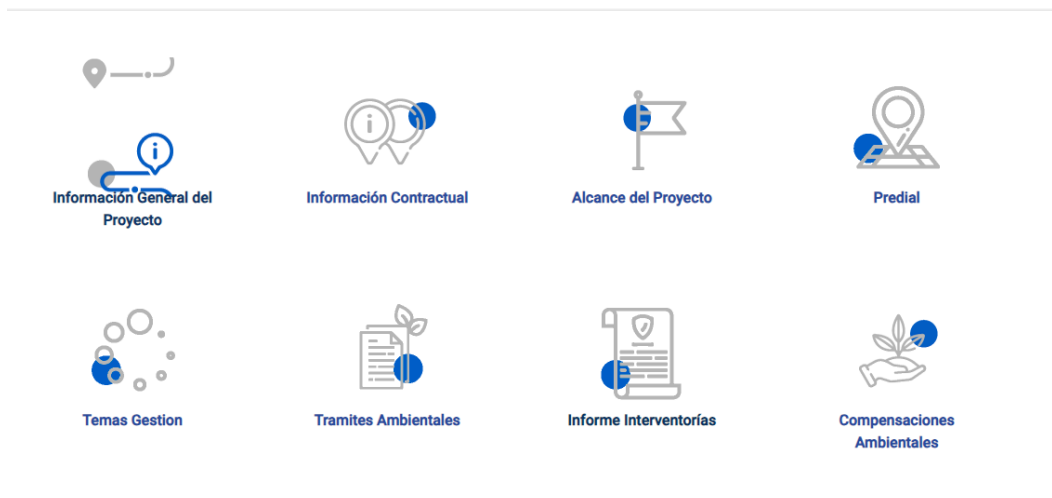 Información General del
Proyecto
Información Contractual
Alcance del Proyecto
Predial
Temas Gestion
Tramites Ambientales
Informe Interventorías
Compensaciones
Ambientales